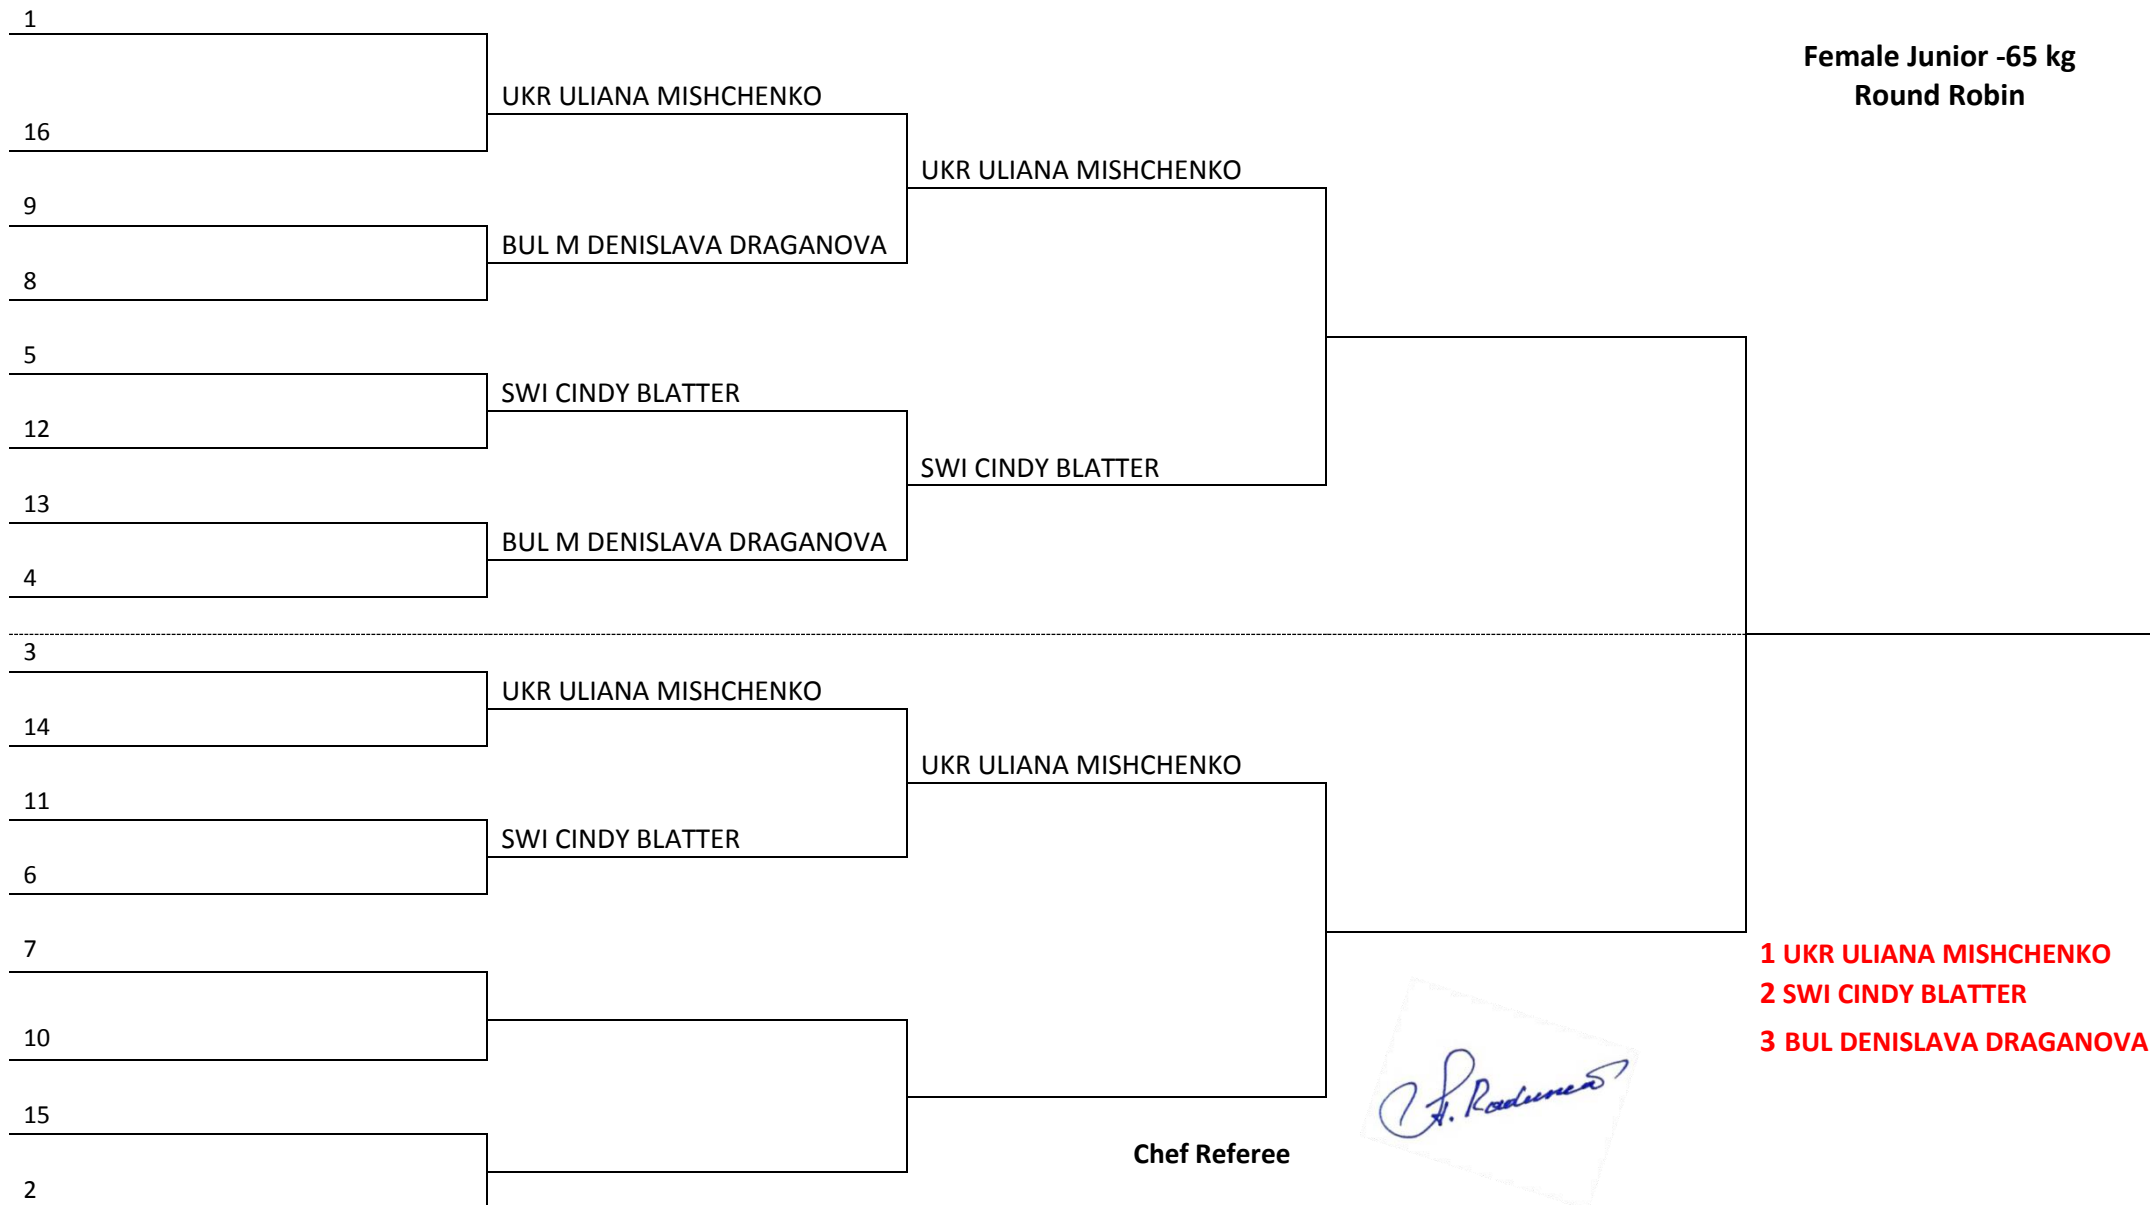 1
Female Junior -65 kg
Round Robin
UKR ULIANA MISHCHENKO
16
UKR ULIANA MISHCHENKO
9
BUL M DENISLAVA DRAGANOVA
8
5
SWI CINDY BLATTER
12
SWI CINDY BLATTER
13
BUL M DENISLAVA DRAGANOVA
4
3
UKR ULIANA MISHCHENKO
14
UKR ULIANA MISHCHENKO
11
SWI CINDY BLATTER
6
7
1 UKR ULIANA MISHCHENKO
2 SWI CINDY BLATTER
10
3 BUL DENISLAVA DRAGANOVA
15
Chef Referee
2